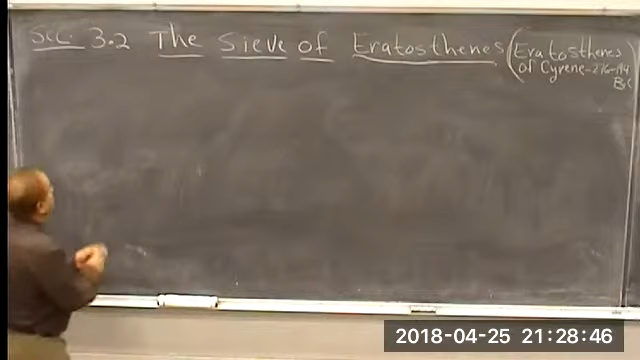 Sec. 3.2 The Sieve of Eratosthenes (Eratosthenes
of Cyrene-276-194
BC
2018-04-25 21:28:46